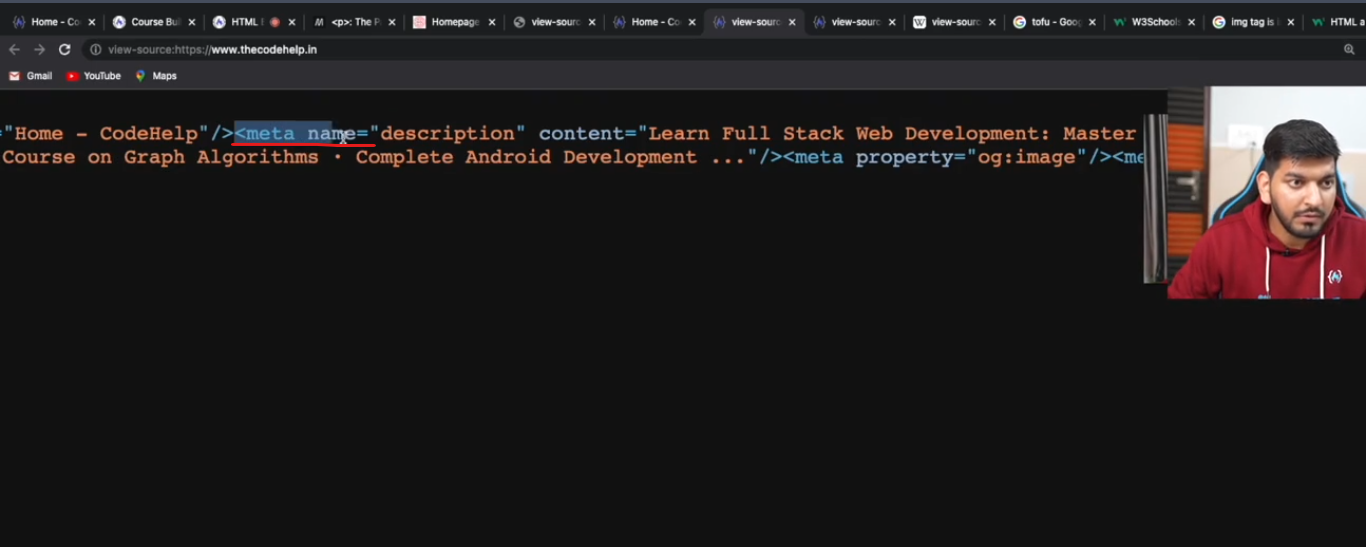 Home - Co
Course Bui
HTML
<p>: The P
Homepage
view-sourc
Home - Co
view-sourc
view-sourc
view-sourc
tofu - Goog
W3Schools
img tag is
HTML a
view-source:https://www.thecodehelp.in
Gmail YouTube Maps
="Home - CodeHelp"/><meta name="description" content="Learn Full Stack Web Development: Master
Course on Graph Algorithms · Complete Android Development ..."/><meta property="og:image"/><me